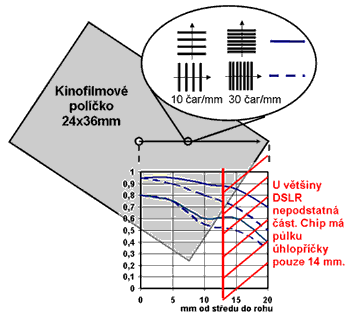 10 čar/mm 30 čar/mm
Kinofilmové
políčko
24x36mm
1
0,9
0,8
0,7
0,6
0,5
0,4
0,3
0,2
0,1
0
0 5 10 15 20
mm od středu do rohu
U většiny
DSLR
nepodstatná
část. Chip má
půlku
úhlopříčky
pouze 14 mm.